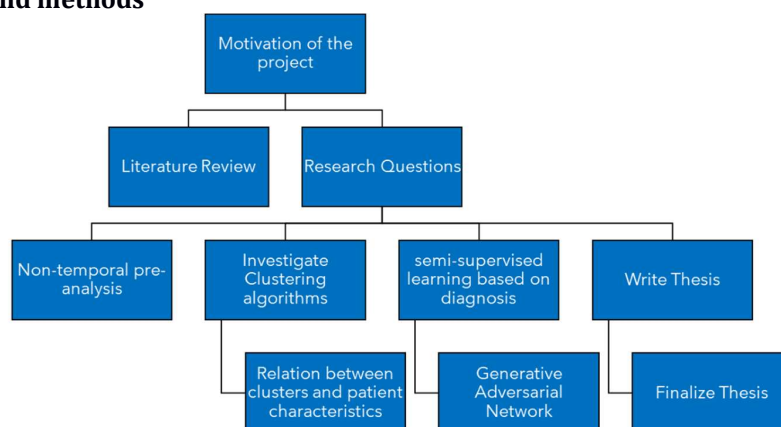 nd methods
Motivation of the
project
Literature Review
Research Questions
Non-temporal pre-
analysis
Investigate
Clustering
algorithms
semi-supervised
learning based on
diagnosis
Write Thesis
Relation between
clusters and patient
characteristics
Generative
Adversarial
Network
Finalize Thesis